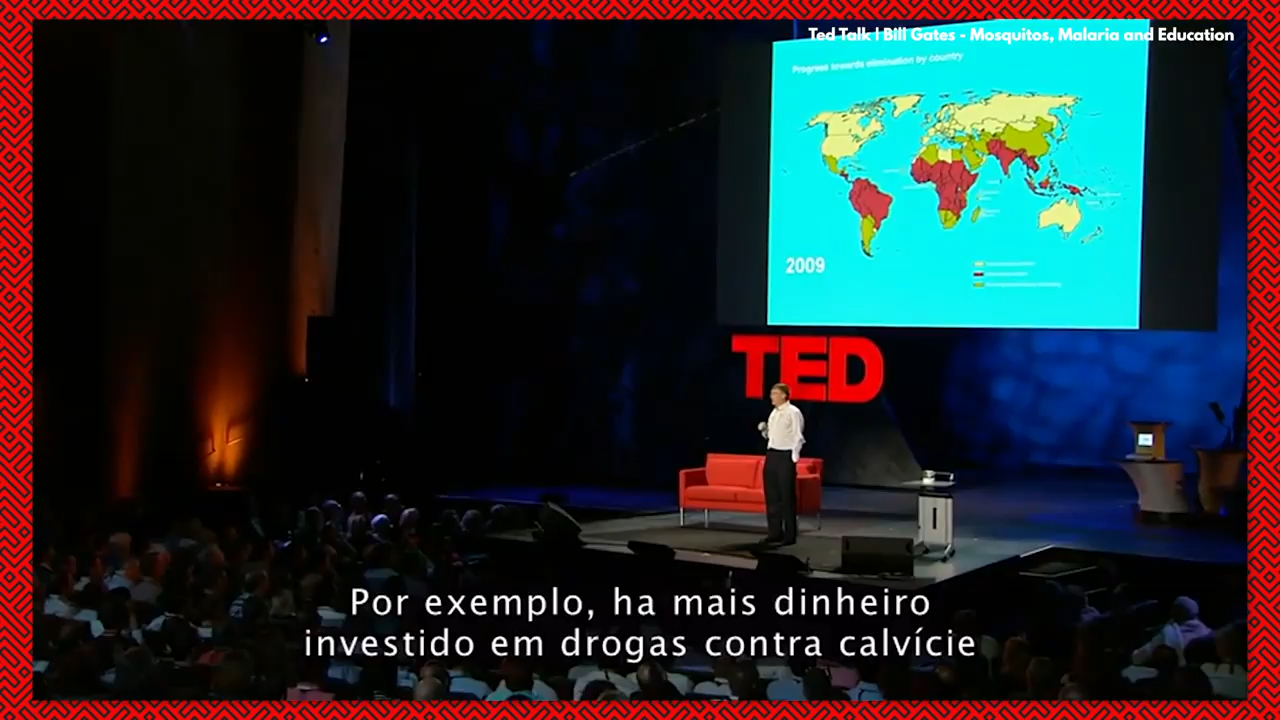 Ted Talk | Bill Gates - Mosquitos, Malaria and Education
Progress towards elimination by country
2009
TED
Por exemplo, ha mais dinheiro
investido em drogas contra calvície